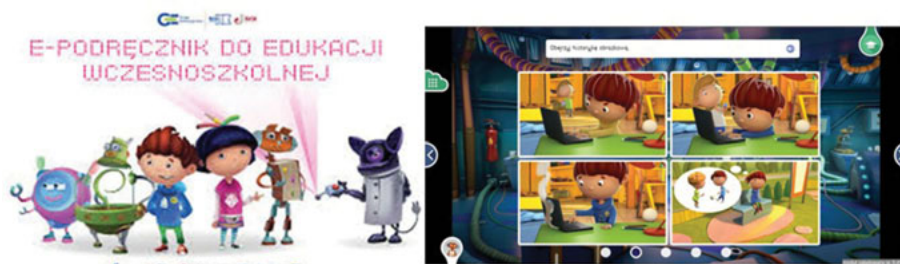 E-PODRĘCZNIK DO EDUKACJI
WCZESNOSZKOLNEJ
Obejrzyj historyjkę obrazkową.